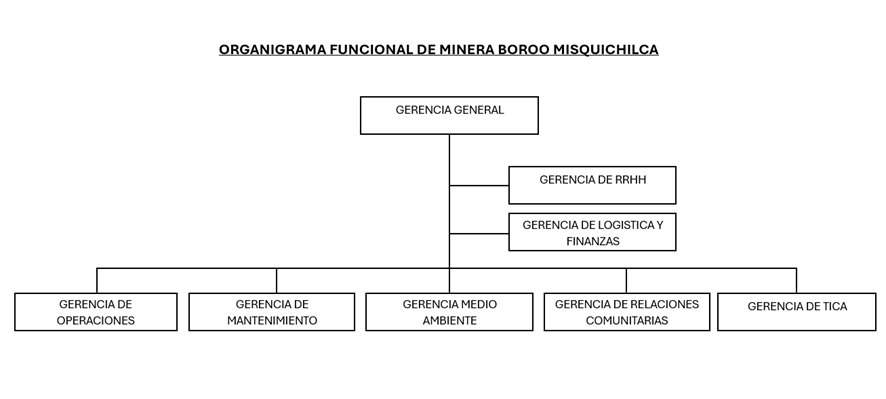 ORGANIGRAMA FUNCIONAL DE MINERA BOROO MISQUICHILCA
GERENCIA GENERAL
GERENCIA DE RRHH
GERENCIA DE LOGISTICA Y
FINANZAS
GERENCIA DE
OPERACIONES
GERENCIA DE
MANTENIMIENTO
GERENCIA MEDIO
AMBIENTE
GERENCIA DE RELACIONES
COMUNITARIAS
GERENCIA DE TICA